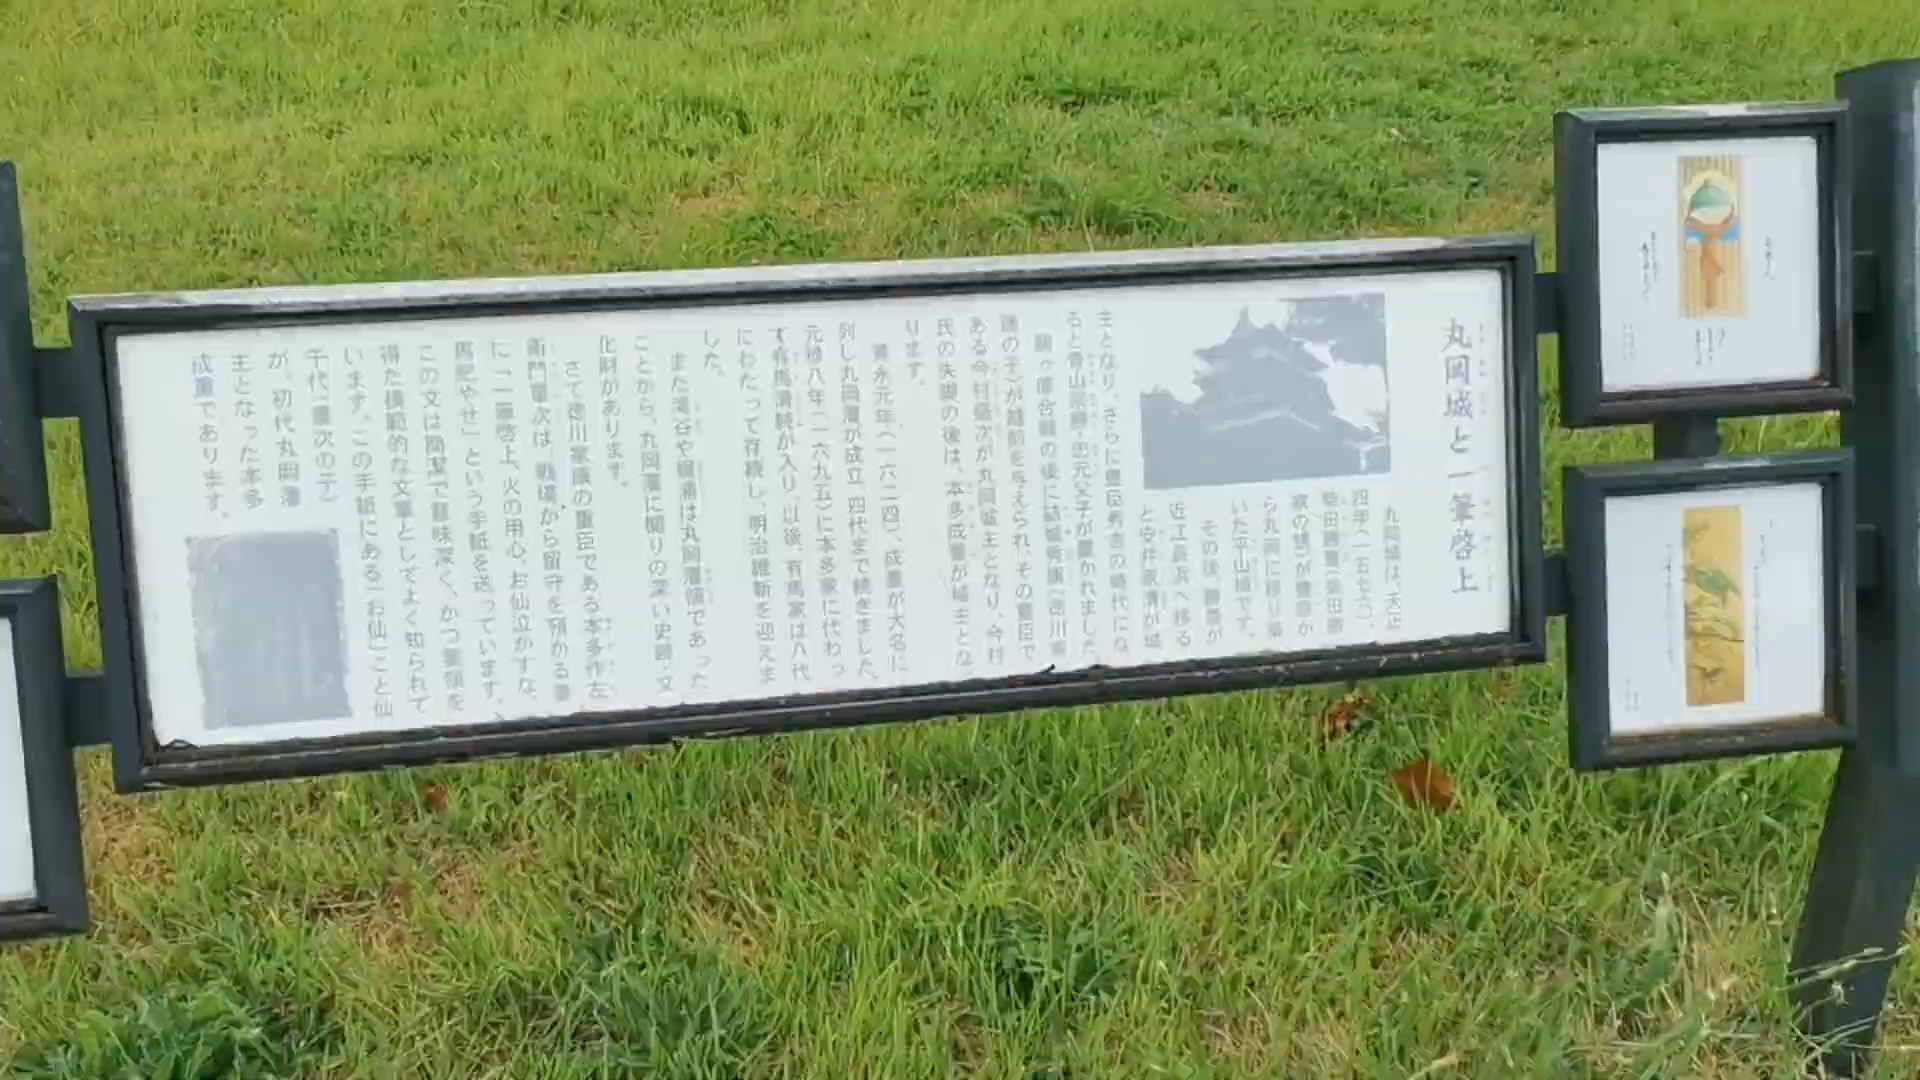 丸岡城と一筆啓上
丸岡城は、天正
四年(一五七六)、
柴田勝豊(柴田勝
家の甥)が豊原か
ら丸岡に移り築
いた平山城です。
その後、勝豊が
近江長浜へ移る
と安井家清が城
主となり、さらに豊臣秀吉の時代にな
ると青山宗勝・忠元父子が置かれました。
関ヶ原合戦の後に結城秀康(徳川家
康の子)が越前を与えられ、その重臣で
ある今村盛次が丸岡城主となり、今村
氏の失脚の後は、本多成重が城主とな
ります。
寛永元年(一六二四)、成重が大名に
列し丸岡藩が成立、四代まで続きました。
元禄八年(一六九五)に本多家に代わっ
て有馬清純が入り、以後、有馬家は八代
にわたって存続し、明治維新を迎えま
した。
また滝谷や梶浦は丸岡藩領であった
ことから、丸岡藩に関りの深い史跡・文
化財があります。
さて徳川家康の重臣である本多作左
衛門重次は、戦場から留守を預かる妻
に「一筆啓上、火の用心、お仙泣かすな、
馬肥やせ」という手紙を送っています。
この文は簡潔で意味深く、かつ要領を
得た模範的な文章としてよく知られて
います。この手紙にある「お仙」こと仙
千代(重次の子)
が、初代丸岡藩
主となった本多
成重であります。